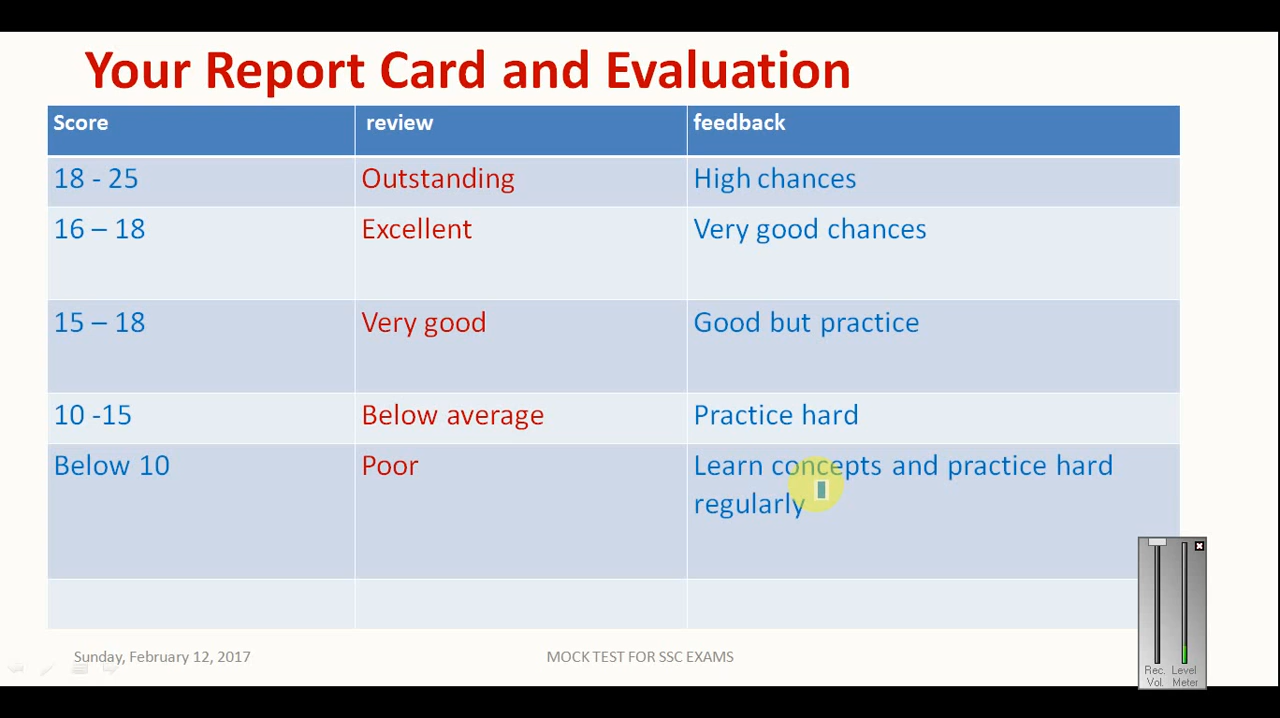 Your Report Card and Evaluation
Score review feedback
18 - 25 Outstanding High chances
16 – 18 Excellent Very good chances
15 – 18 Very good Good but practice
10 -15 Below average Practice hard
Below 10 Poor Learn concepts and practice hard
regularly
Sunday, February 12, 2017 MOCK TEST FOR SSC EXAMS
Rec. Level
Vol. Meter